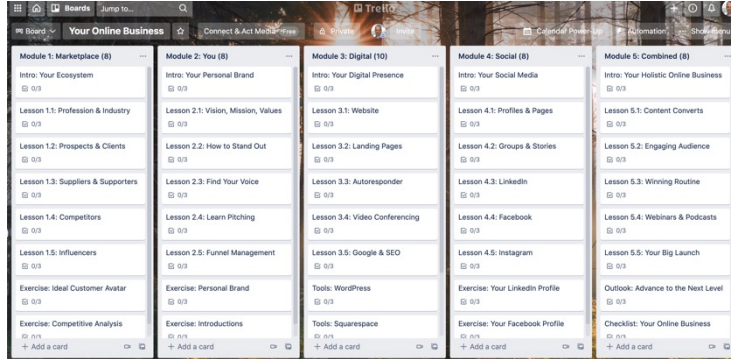 Boards
Jump to...
Trello
Board
Your Online Business
Connect & Act Media
Free
Private
Invite
Calendar Power-Up
Automation
... Show menu
Module 1: Marketplace (8)
Intro: Your Ecosystem
0/3
Lesson 1.1: Profession & Industry
0/3
Lesson 1.2: Prospects & Clients
0/3
Lesson 1.3: Suppliers & Supporters
0/3
Lesson 1.4: Competitors
0/3
Lesson 1.5: Influencers
0/3
Exercise: Ideal Customer Avatar
0/3
Exercise: Competitive Analysis
0/3
+ Add a card
Module 2: You (8)
Intro: Your Personal Brand
0/3
Lesson 2.1: Vision, Mission, Values
0/3
Lesson 2.2: How to Stand Out
0/3
Lesson 2.3: Find Your Voice
0/3
Lesson 2.4: Learn Pitching
0/3
Lesson 2.5: Funnel Management
0/3
Exercise: Personal Brand
0/3
Exercise: Introductions
0/3
+ Add a card
Module 3: Digital (10)
Intro: Your Digital Presence
0/3
Lesson 3.1: Website
0/3
Lesson 3.2: Landing Pages
0/3
Lesson 3.3: Autoresponder
0/3
Lesson 3.4: Video Conferencing
0/3
Lesson 3.5: Google & SEO
0/3
Tools: WordPress
0/3
Tools: Squarespace
0/3
+ Add a card
Module 4: Social (8)
Intro: Your Social Media
0/3
Lesson 4.1: Profiles & Pages
0/3
Lesson 4.2: Groups & Stories
0/3
Lesson 4.3: LinkedIn
0/3
Lesson 4.4: Facebook
0/3
Lesson 4.5: Instagram
0/3
Exercise: Your LinkedIn Profile
0/3
Exercise: Your Facebook Profile
0/3
+ Add a card
Module 5: Combined (8)
Intro: Your Holistic Online Business
0/3
Lesson 5.1: Content Converts
0/3
Lesson 5.2: Engaging Audience
0/3
Lesson 5.3: Winning Routine
0/3
Lesson 5.4: Webinars & Podcasts
0/3
Lesson 5.5: Your Big Launch
0/3
Outlook: Advance to the Next Level
0/3
Checklist: Your Online Business
0/3
+ Add a card